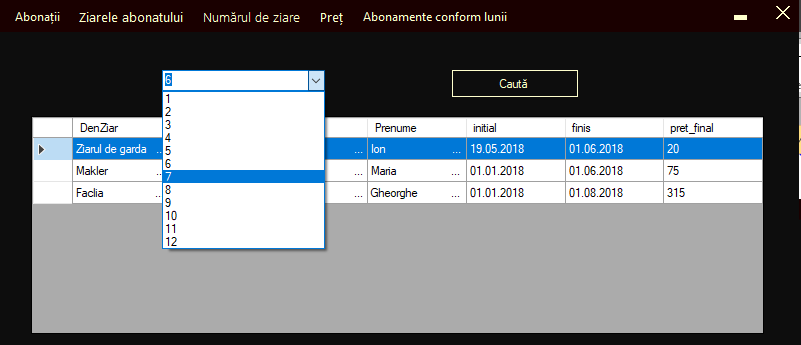 Abonații Ziarele abonatului Numărul de ziare Preț Abonamente conform lunii
6 Caută
DenZiar Prenume initial finis pret_final
Ziarul de garda ... ... Ion ... 19.05.2018 01.06.2018 20
Makler ... ... Maria ... 01.01.2018 01.06.2018 75
Faclia ... ... Gheorghe ... 01.01.2018 01.08.2018 315
1
2
3
4
5
6
7
8
9
10
11
12